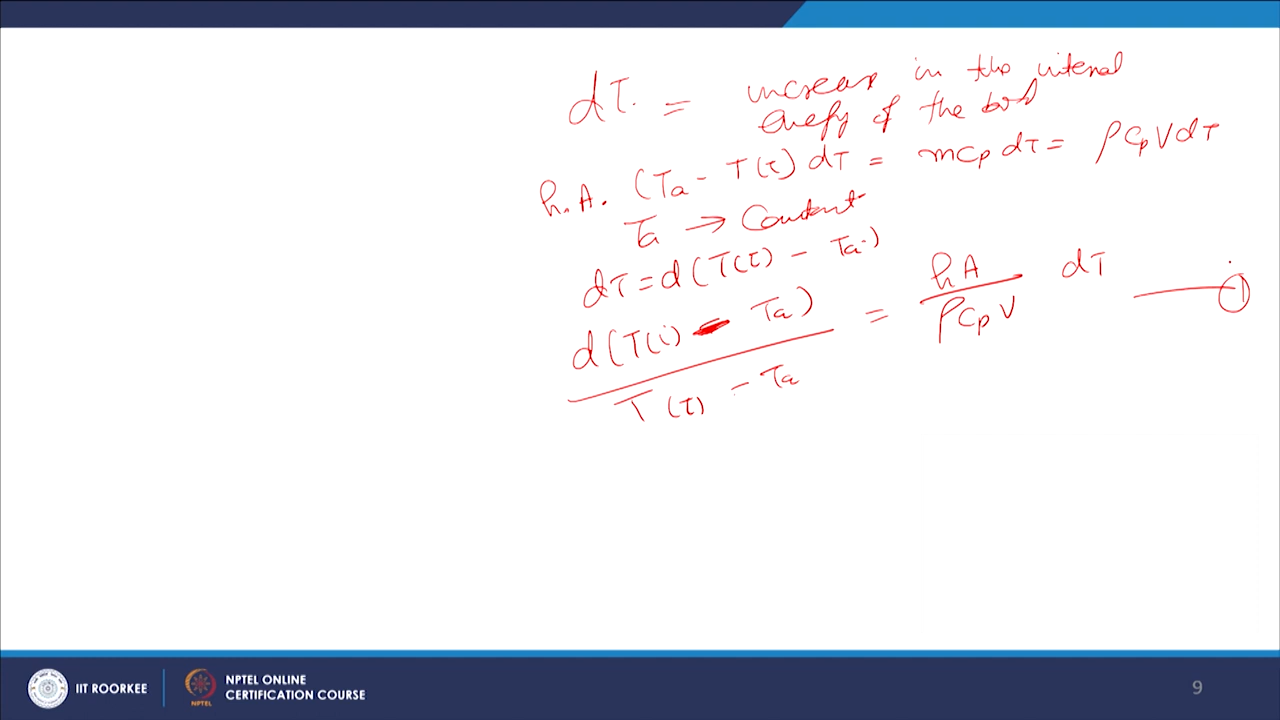 dτ. = increase in the internal
energy of the body
h.A. (Ta - T(τ) dτ = mCp dT = ρCpVdT
Ta → Constant
dT = d(T(τ) - Ta.)
d(T(i) - Ta) / T(τ) - Ta = hA / ρCpV dτ —— ①
IIT ROORKEE
NPTEL ONLINE
CERTIFICATION COURSE
NPTEL
9